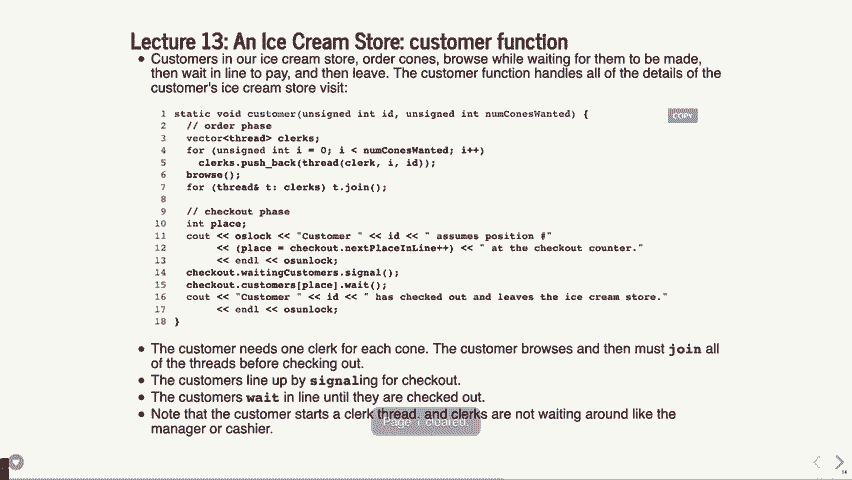 Lecture 13: An Ice Cream Store: customer function
• Customers in our ice cream store, order cones, browse while waiting for them to be made,
then wait in line to pay, and then leave. The customer function handles all of the details of the
customer's ice cream store visit:
COPY
1 static void customer(unsigned int id, unsigned int numConesWanted) {
2   // order phase
3   vector<thread> clerks;
4   for (unsigned int i = 0; i < numConesWanted; i++)
5     clerks.push_back(thread(clerk, i, id));
6   browse();
7   for (thread& t: clerks) t.join();
8
9   // checkout phase
10   int place;
11   cout << oslock << "Customer " << id << " assumes position #"
12        << (place = checkout.nextPlaceInLine++) << " at the checkout counter."
13        << endl << osunlock;
14   checkout.waitingCustomers.signal();
15   checkout.customers[place].wait();
16   cout << "Customer " << id << " has checked out and leaves the ice cream store."
17        << endl << osunlock;
18 }
• The customer needs one clerk for each cone. The customer browses and then must join all
of the threads before checking out.
• The customers line up by signaling for checkout.
• The customers wait in line until they are checked out.
• Note that the customer starts a clerk thread, and clerks are not waiting around like the
manager or cashier.
Page 1 cleared.
14